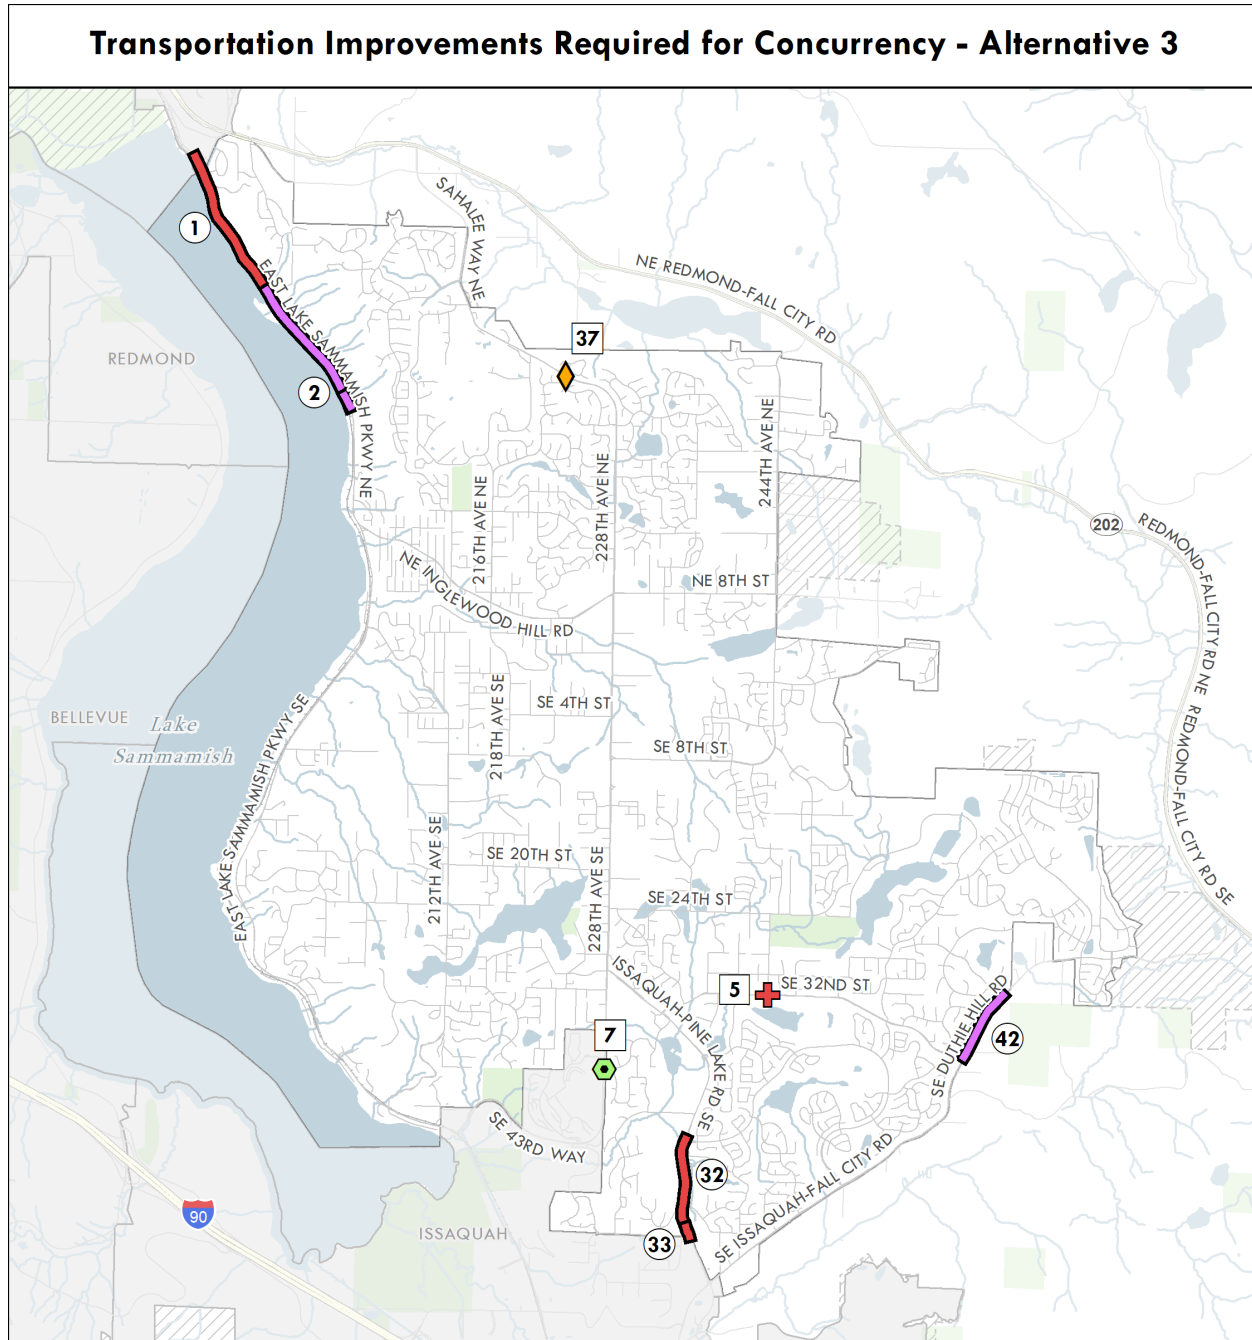 Transportation Improvements Required for Concurrency - Alternative 3
SAHALEE WAY NE
1
EAST LAKE SAMMAMISH PKWY NE
NE REDMOND-FALL CITY RD
37
REDMOND
2
244TH AVE NE
228TH AVE NE
216TH AVE NE
202
REDMOND-FALL CITY RD NE
NE INGLEWOOD HILL RD
NE 8TH ST
218TH AVE SE
SE 4TH ST
EAST LAKE SAMMAMISH PKWY SE
BELLEVUE
Lake
Sammamish
SE 8TH ST
REDMOND-FALL CITY RD SE
212TH AVE SE
SE 20TH ST
228TH AVE SE
SE 24TH ST
ISSAQUAH-PINE LAKE RD SE
5
SE 32ND ST
SE DUTHIE HILL RD
7
42
SE 43RD WAY
32
SE ISSAQUAH-FALL CITY RD
90
ISSAQUAH
33